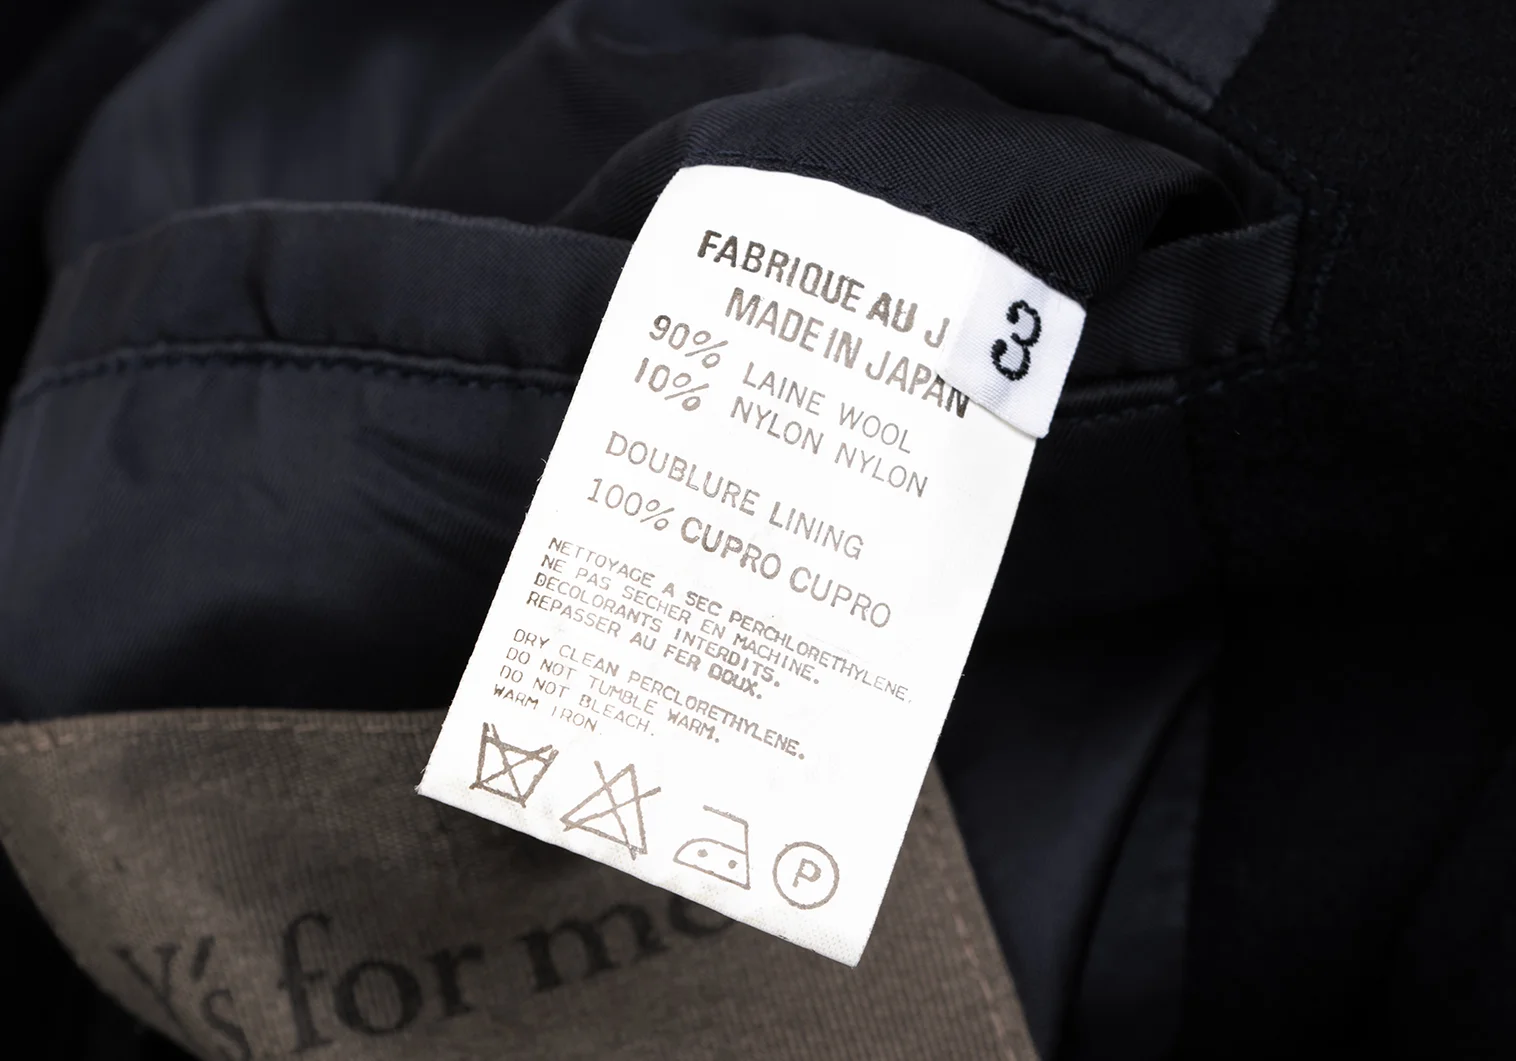 FABRIQUE AU J
MADE IN JAPAN
3
90% LAINE WOOL
10% NYLON NYLON
DOUBLURE LINING
100% CUPRO CUPRO
NETTOYAGE A SEC PERCHLORETHYLENE.
NE PAS SECHER EN MACHINE.
DECOLORANTS INTERDITS.
REPASSER AU FER DOUX.
DRY CLEAN PERCLORETHYLENE.
DO NOT TUMBLE WARM.
DO NOT BLEACH.
WARM IRON.
P
Y's for me